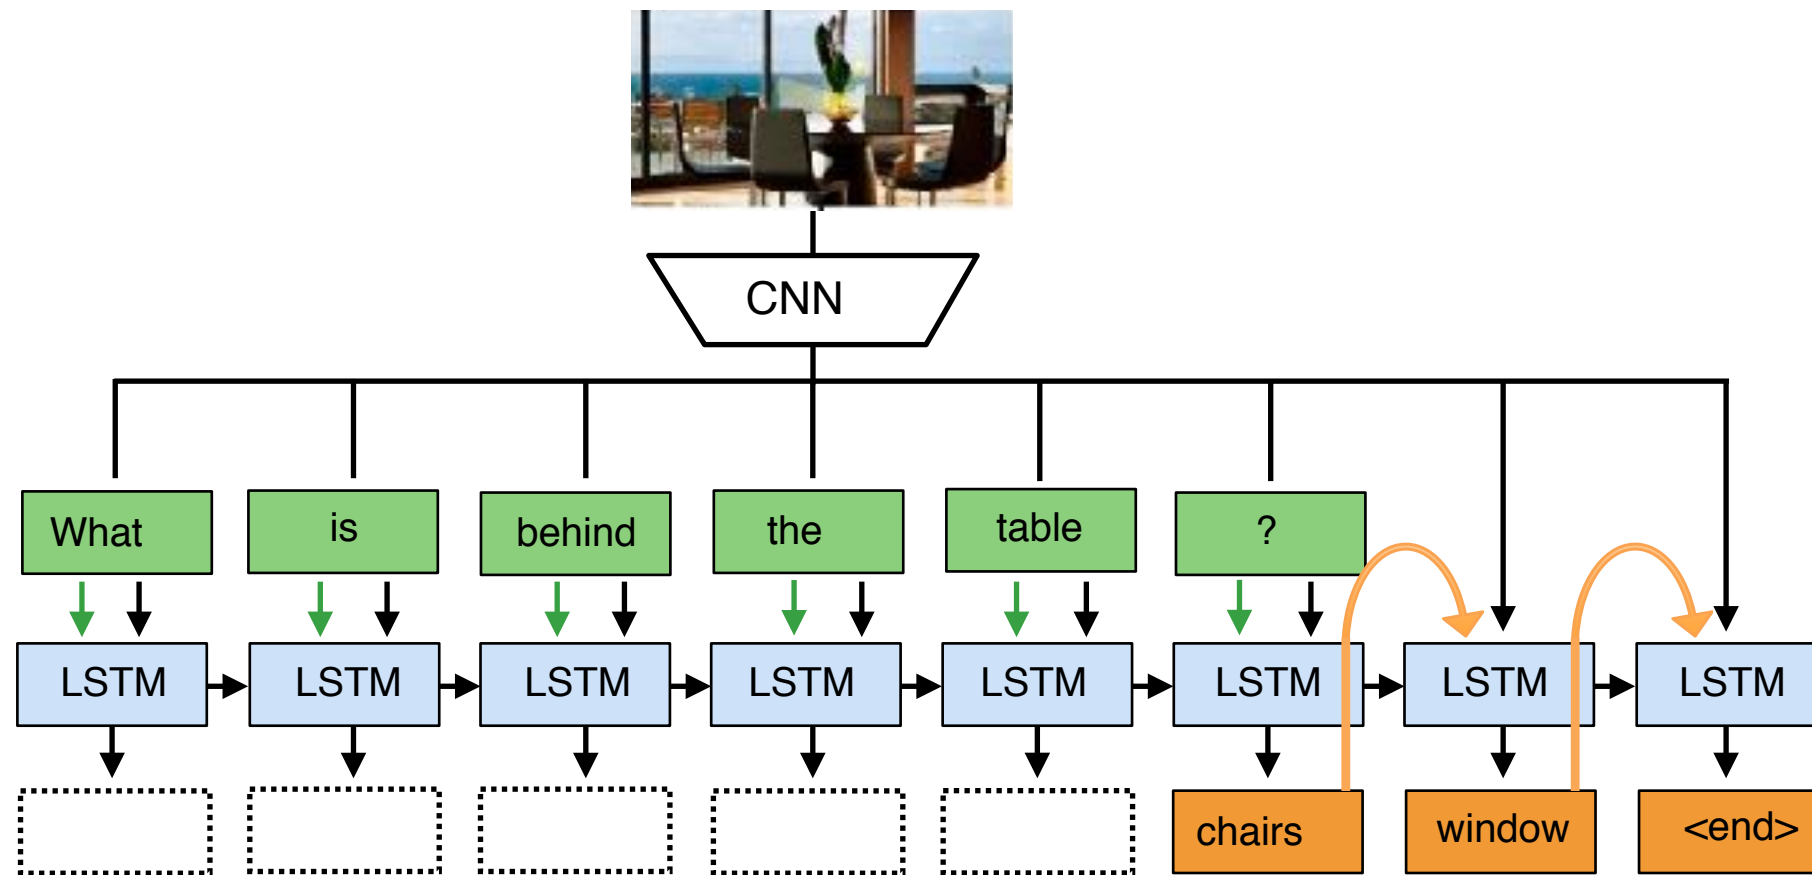 CNN
What is behind the table ?
LSTM LSTM LSTM LSTM LSTM LSTM LSTM LSTM
chairs window <end>